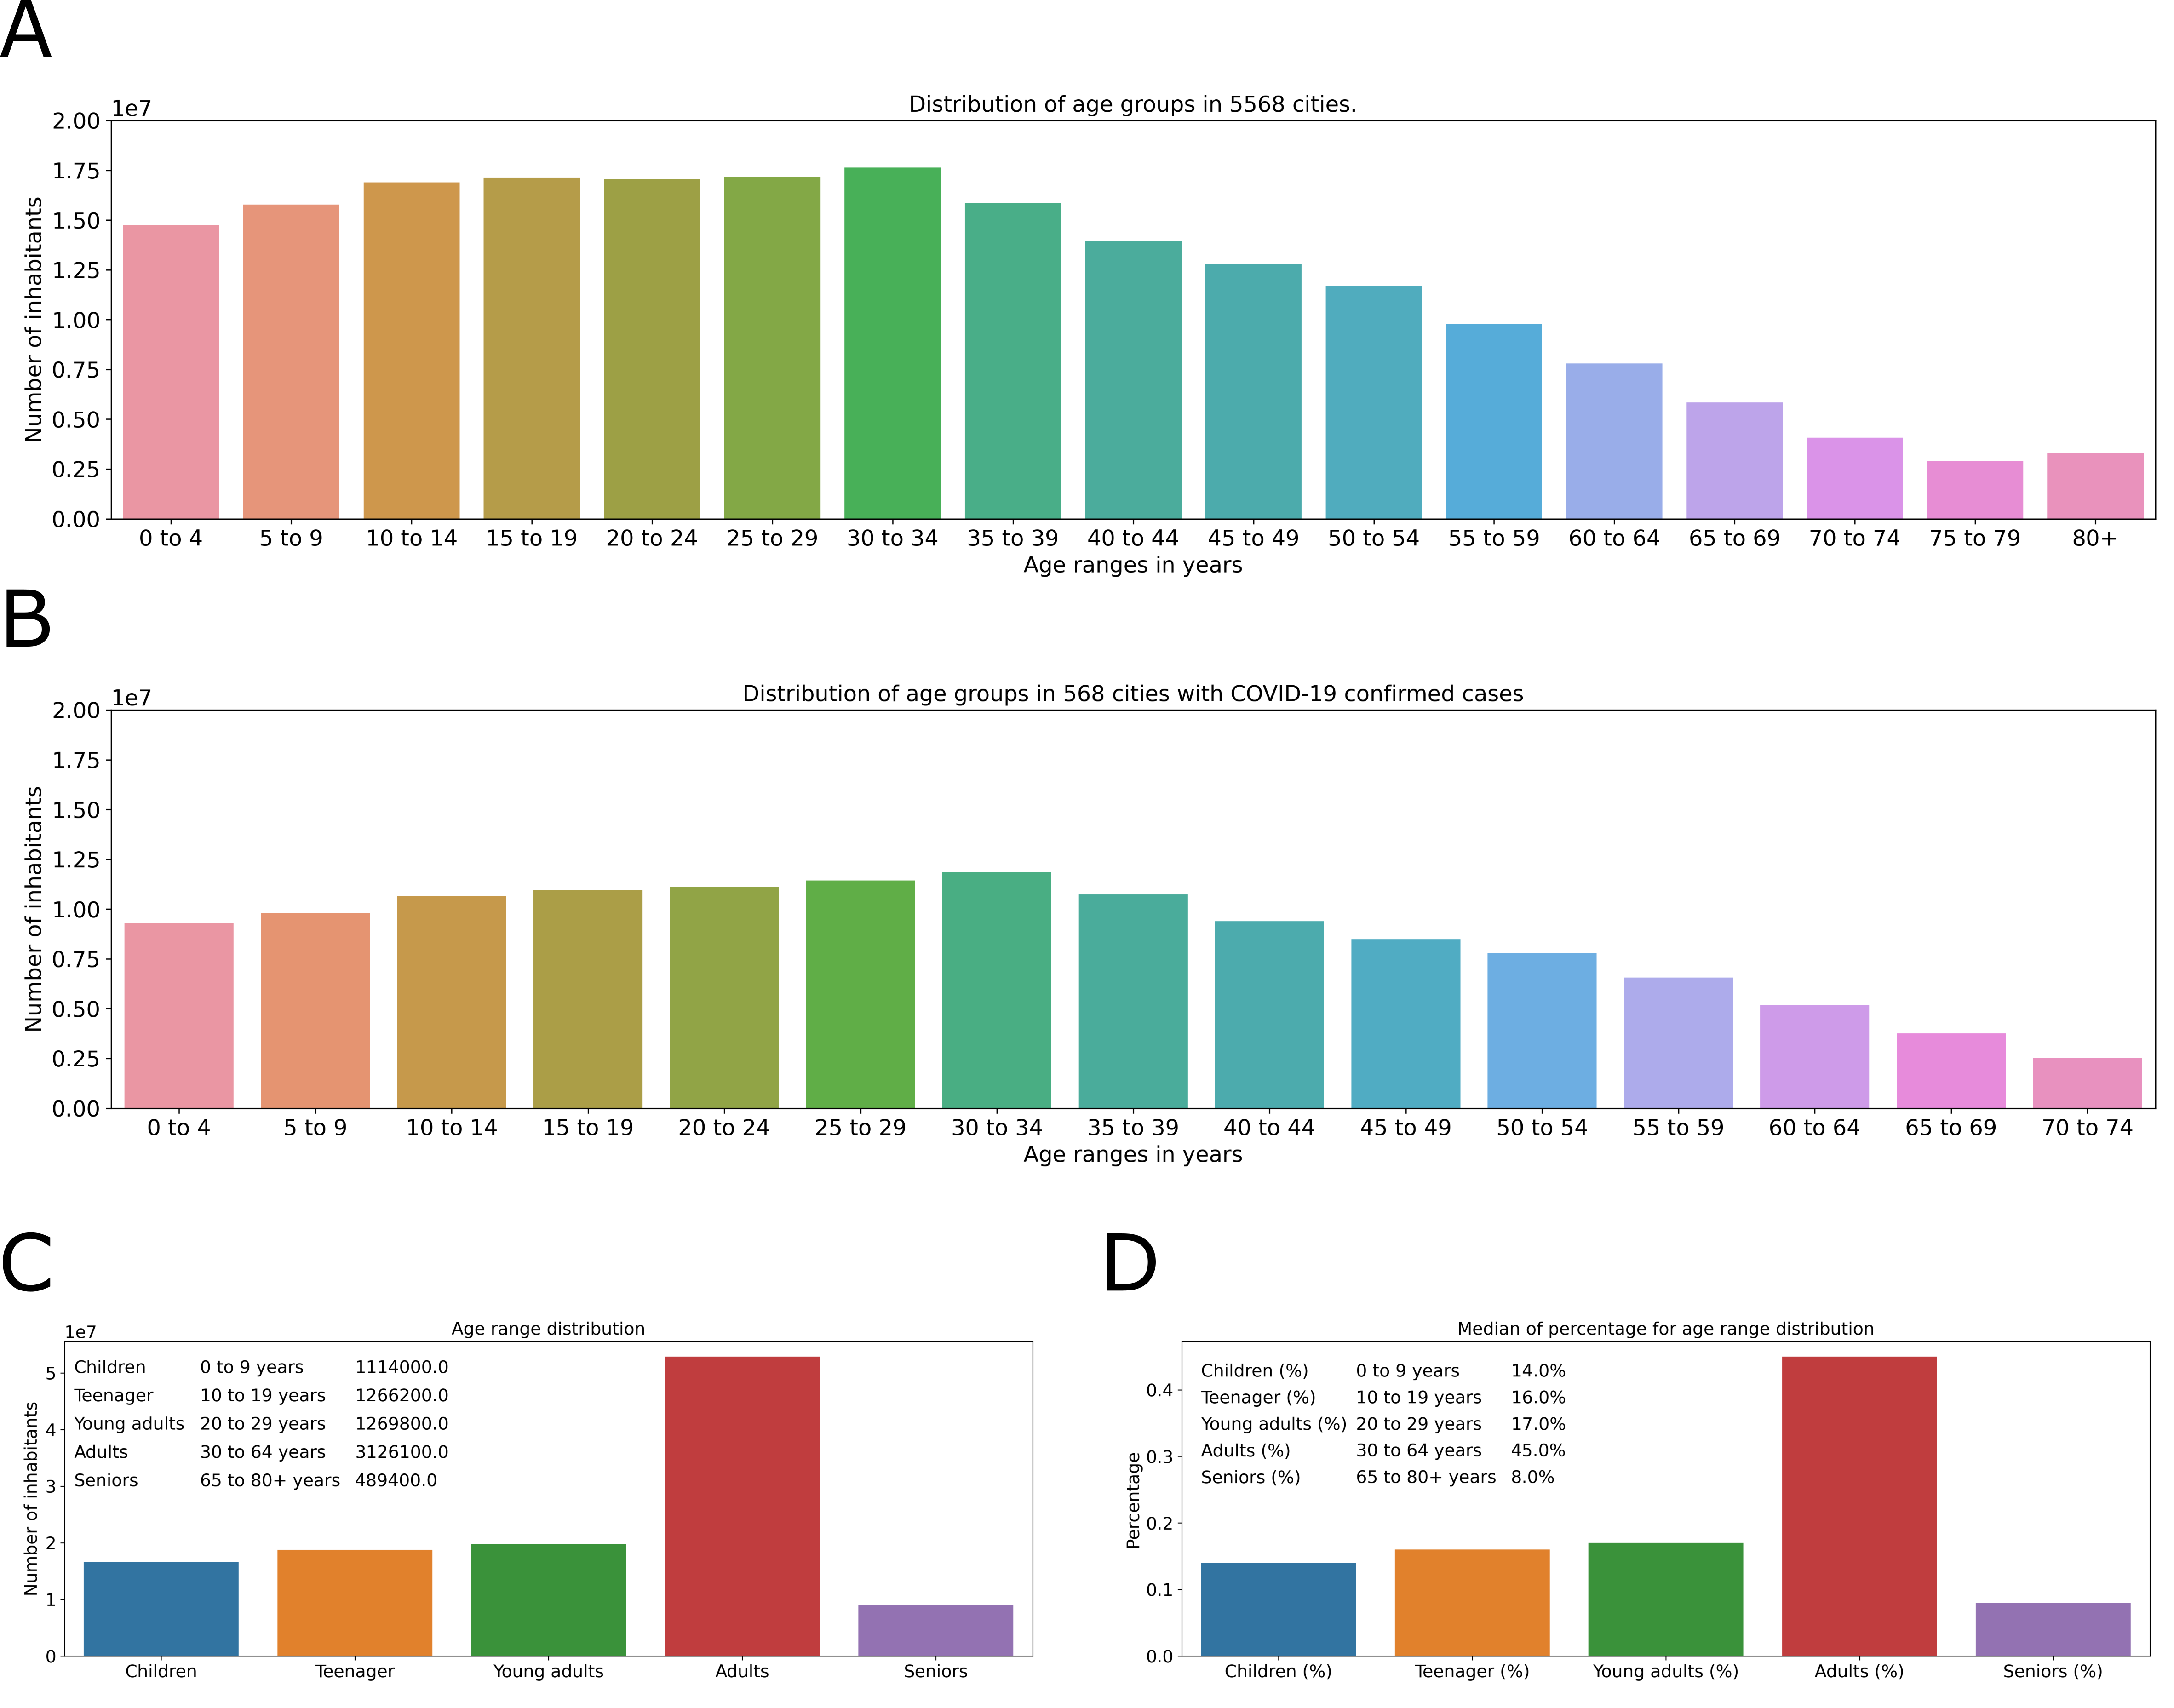 A
Distribution of age groups in 5568 cities.
1e7
2.00
1.75
1.50
1.25
1.00
0.75
0.50
0.25
0.00
Number of inhabitants
0 to 4 5 to 9 10 to 14 15 to 19 20 to 24 25 to 29 30 to 34 35 to 39 40 to 44 45 to 49 50 to 54 55 to 59 60 to 64 65 to 69 70 to 74 75 to 79 80+
Age ranges in years
B
Distribution of age groups in 568 cities with COVID-19 confirmed cases
1e7
2.00
1.75
1.50
1.25
1.00
0.75
0.50
0.25
0.00
Number of inhabitants
0 to 4 5 to 9 10 to 14 15 to 19 20 to 24 25 to 29 30 to 34 35 to 39 40 to 44 45 to 49 50 to 54 55 to 59 60 to 64 65 to 69 70 to 74
Age ranges in years
C
Age range distribution
1e7
5
4
3
2
1
0
Number of inhabitants
Children 0 to 9 years 1114000.0
Teenager 10 to 19 years 1266200.0
Young adults 20 to 29 years 1269800.0
Adults 30 to 64 years 3126100.0
Seniors 65 to 80+ years 489400.0
Children Teenager Young adults Adults Seniors
D
Median of percentage for age range distribution
0.4
0.3
0.2
0.1
0.0
Percentage
Children (%) 0 to 9 years 14.0%
Teenager (%) 10 to 19 years 16.0%
Young adults (%) 20 to 29 years 17.0%
Adults (%) 30 to 64 years 45.0%
Seniors (%) 65 to 80+ years 8.0%
Children (%) Teenager (%) Young adults (%) Adults (%) Seniors (%)